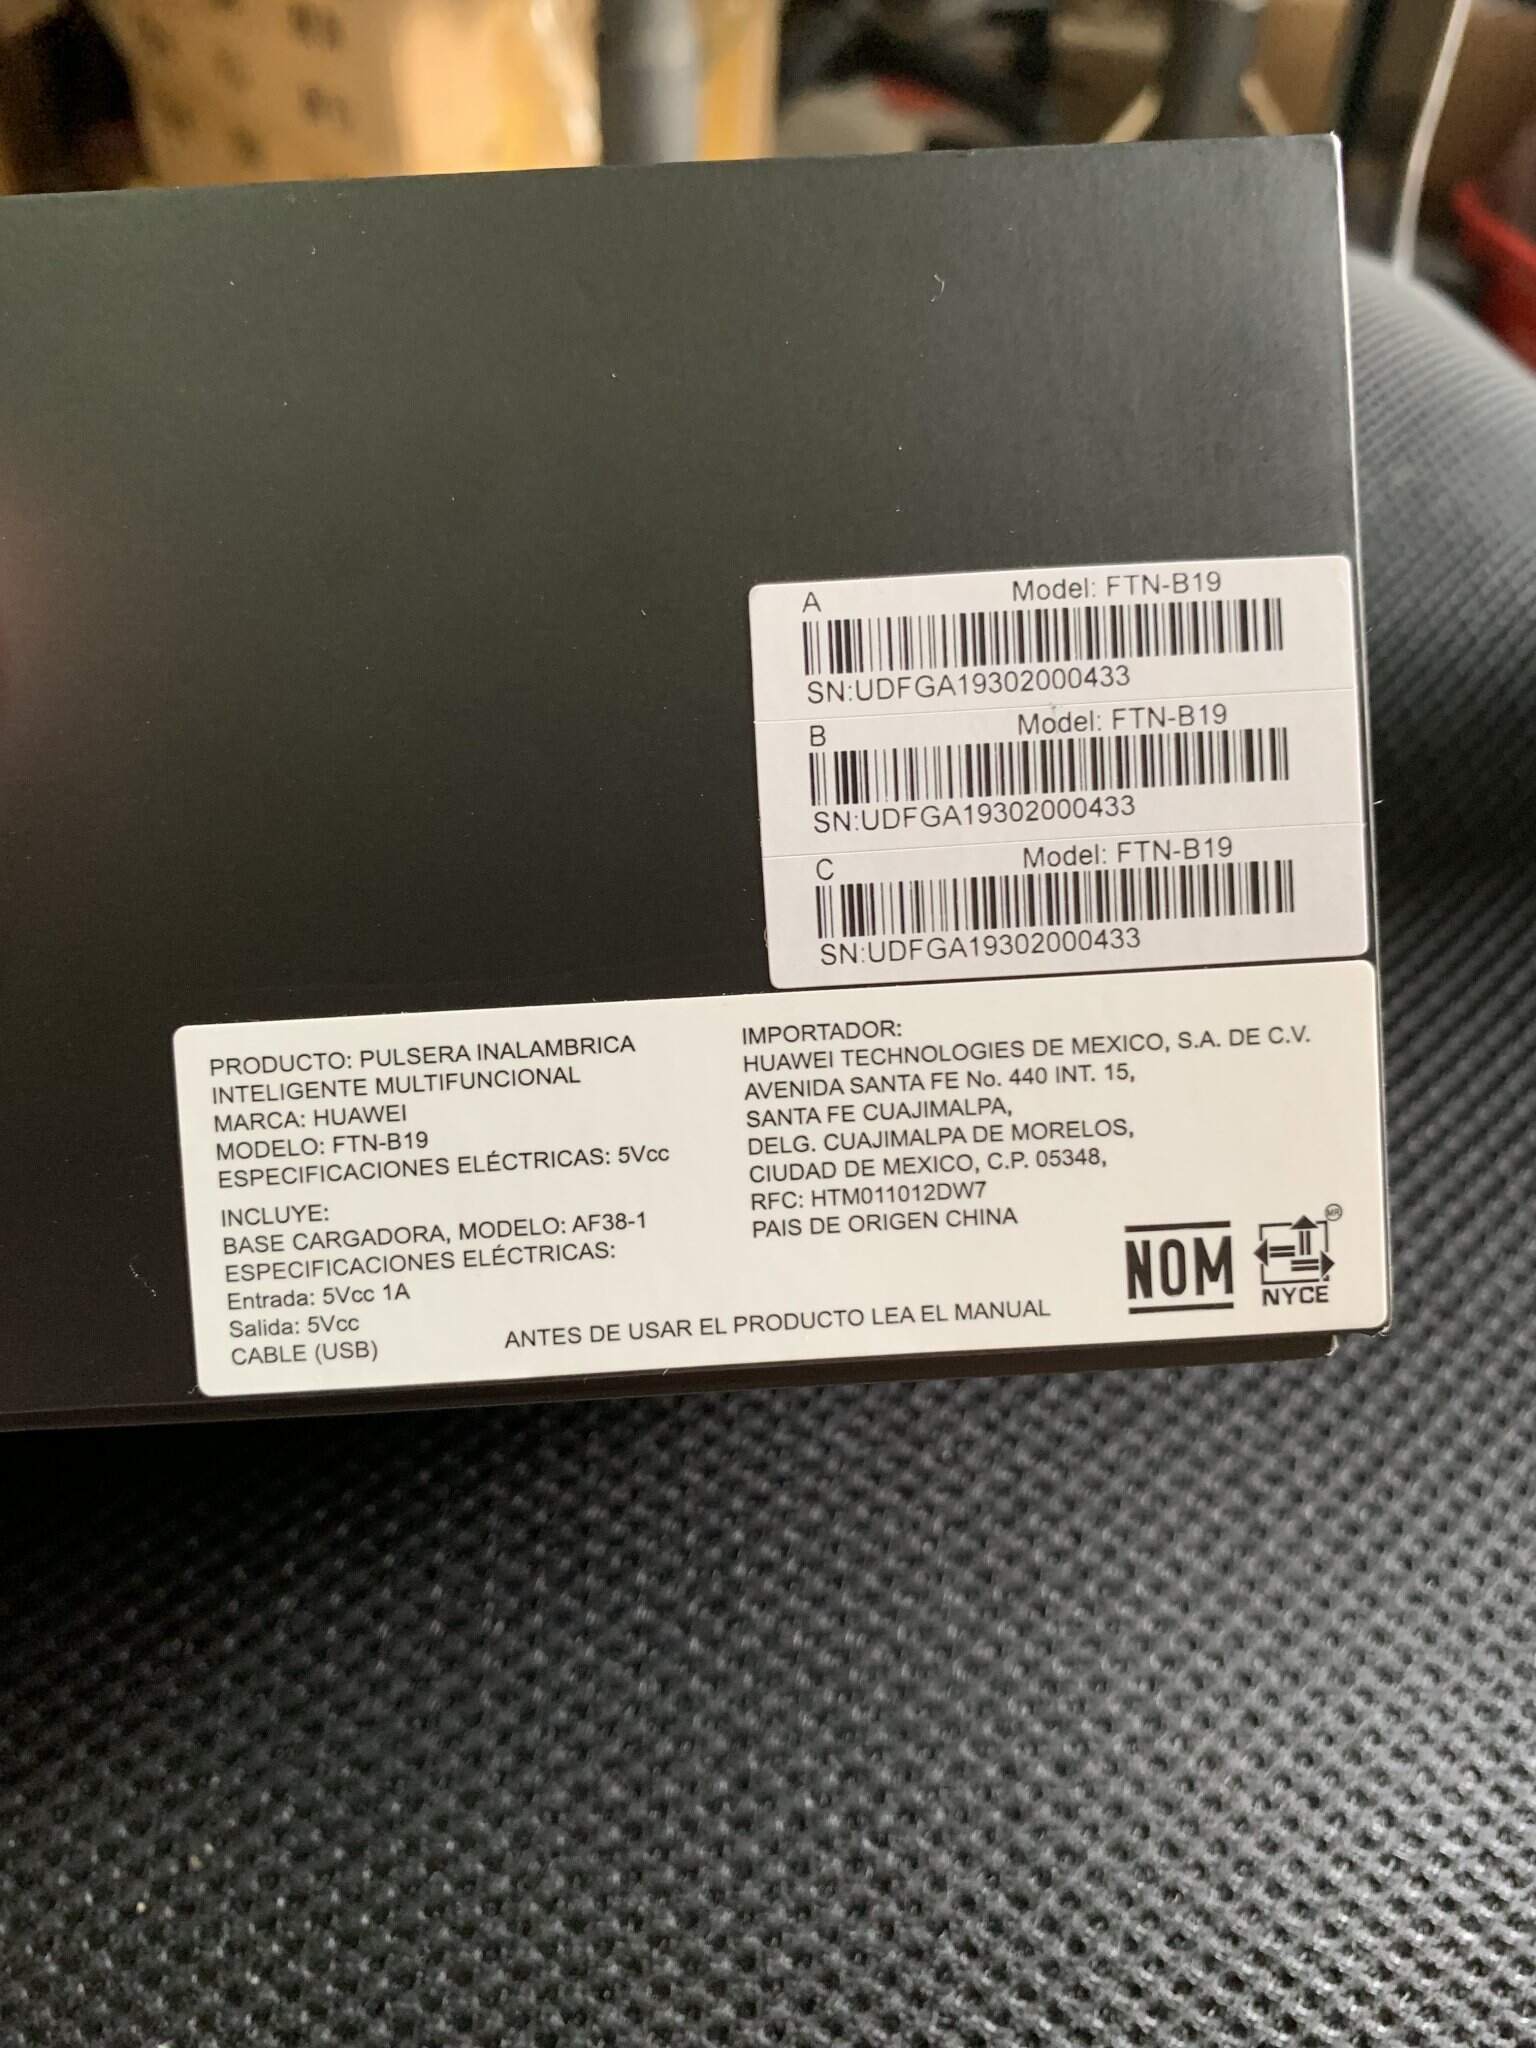 A Model: FTN-B19
SN:UDFGA19302000433
B Model: FTN-B19
SN:UDFGA19302000433
C Model: FTN-B19
SN:UDFGA19302000433
PRODUCTO: PULSERA INALAMBRICA
INTELIGENTE MULTIFUNCIONAL
MARCA: HUAWEI
MODELO: FTN-B19
ESPECIFICACIONES ELÉCTRICAS: 5Vcc
INCLUYE:
BASE CARGADORA, MODELO: AF38-1
ESPECIFICACIONES ELÉCTRICAS:
Entrada: 5Vcc 1A
Salida: 5Vcc
CABLE (USB)
IMPORTADOR:
HUAWEI TECHNOLOGIES DE MEXICO, S.A. DE C.V.
AVENIDA SANTA FE No. 440 INT. 15,
SANTA FE CUAJIMALPA,
DELG. CUAJIMALPA DE MORELOS,
CIUDAD DE MEXICO, C.P. 05348,
RFC: HTM011012DW7
PAIS DE ORIGEN CHINA
ANTES DE USAR EL PRODUCTO LEA EL MANUAL
NOM
MR
NYCE